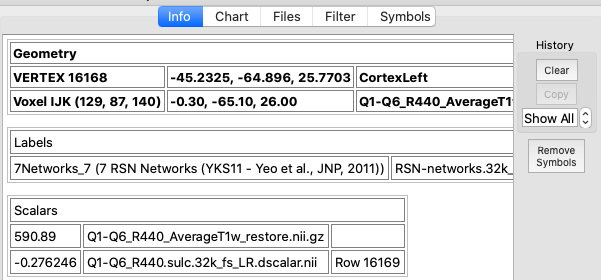 Info Chart Files Filter Symbols
History
Geometry
VERTEX 16168 -45.2325, -64.896, 25.7703 CortexLeft
Clear
Voxel IJK (129, 87, 140) -0.30, -65.10, 26.00 Q1-Q6_R440_AverageT1w
Copy
Show All
Labels
7Networks_7 (7 RSN Networks (YKS11 - Yeo et al., JNP, 2011)) RSN-networks.32k_
Remove
Symbols
Scalars
590.89 Q1-Q6_R440_AverageT1w_restore.nii.gz
-0.276246 Q1-Q6_R440.sulc.32k_fs_LR.dscalar.nii Row 16169